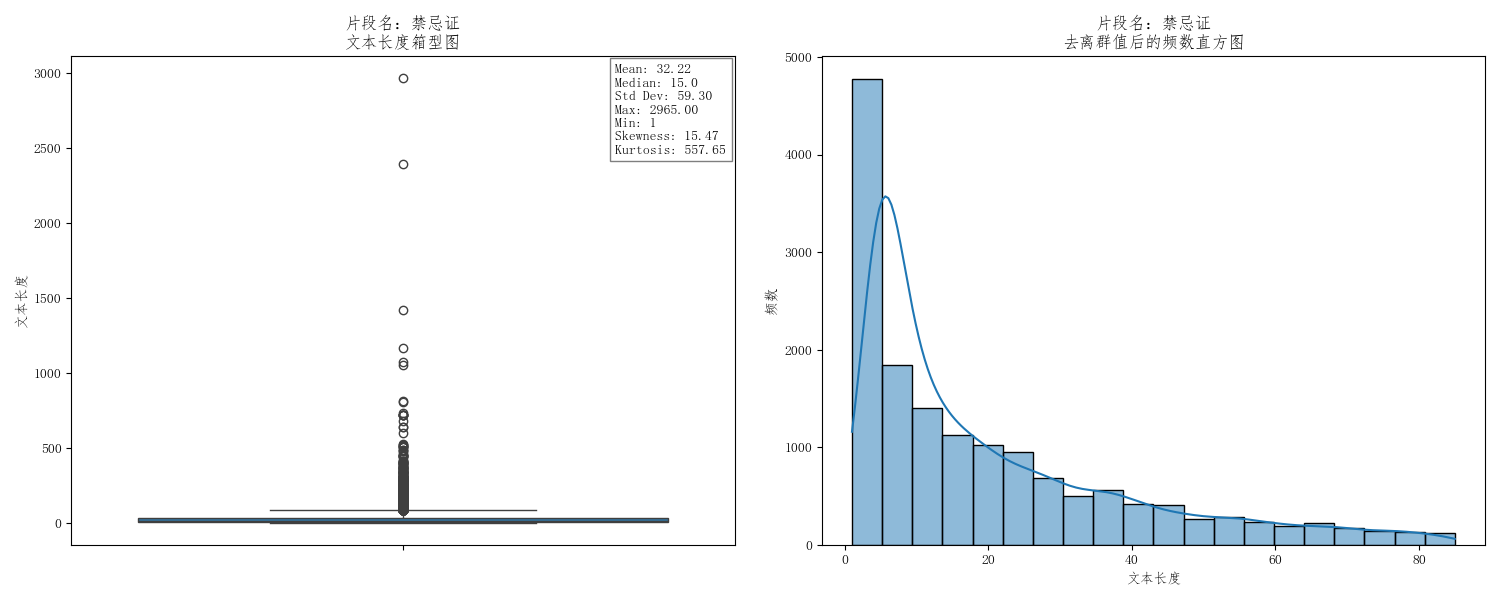 片段名：禁忌证
文本长度箱型图
3000
2500
2000
1500
1000
500
0
文本长度
Mean: 32.22
Median: 15.0
Std Dev: 59.30
Max: 2965.00
Min: 1
Skewness: 15.47
Kurtosis: 557.65
片段名：禁忌证
去离群值后的频数直方图
5000
4000
3000
2000
1000
0
频数
0 20 40 60 80
文本长度